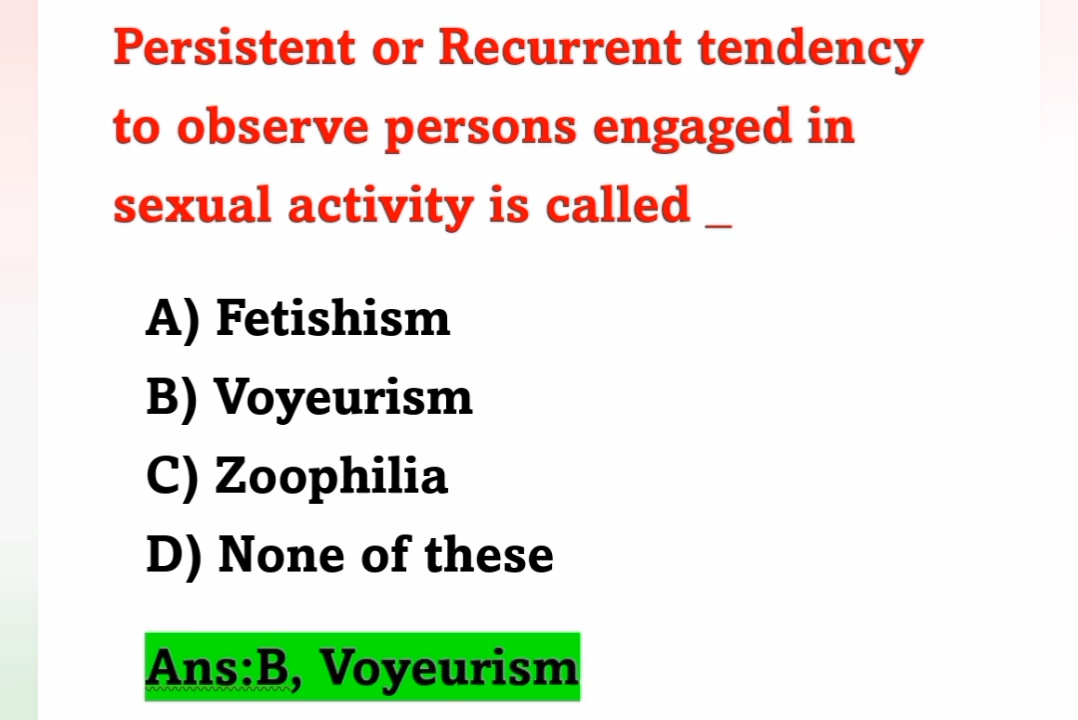 Persistent or Recurrent tendency
to observe persons engaged in
sexual activity is called _
A) Fetishism
B) Voyeurism
C) Zoophilia
D) None of these
Ans:B, Voyeurism